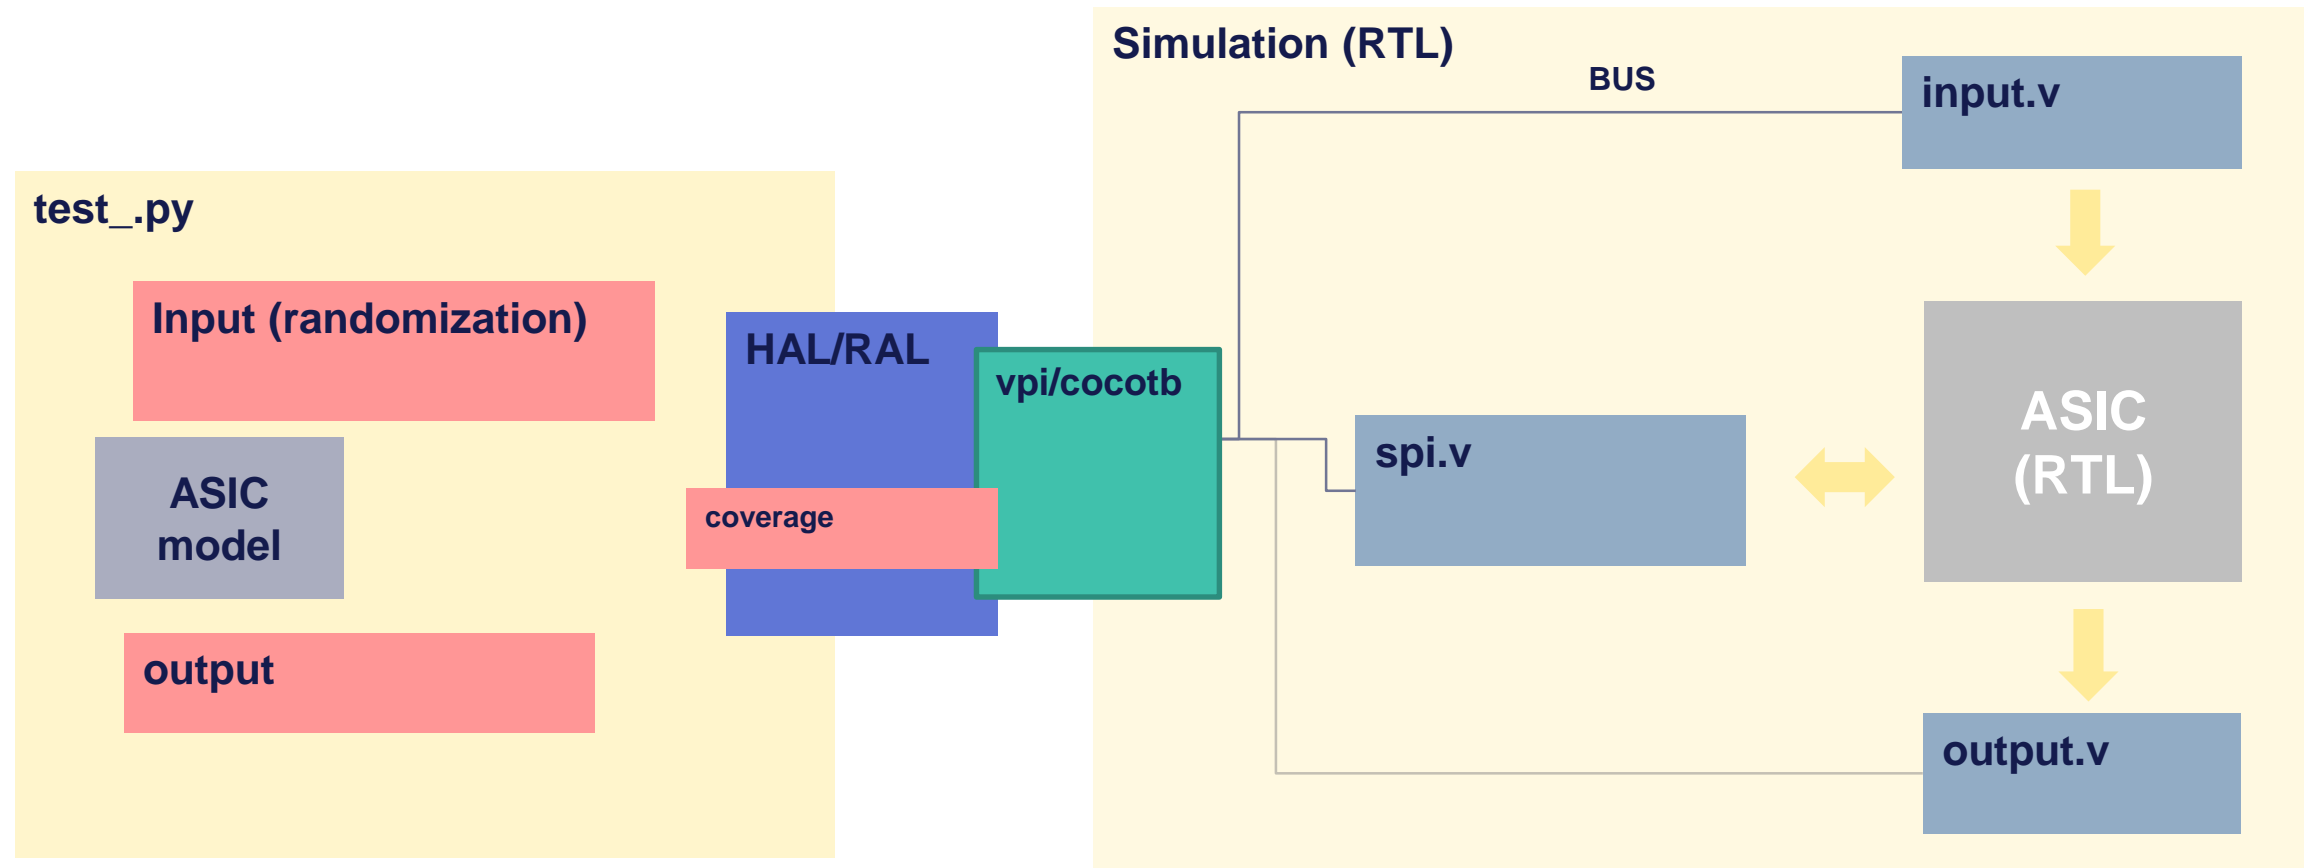 Simulation (RTL)
BUS
input.v
test_.py
Input (randomization)
HAL/RAL
vpi/cocotb
ASIC
(RTL)
spi.v
ASIC
model
coverage
output
output.v